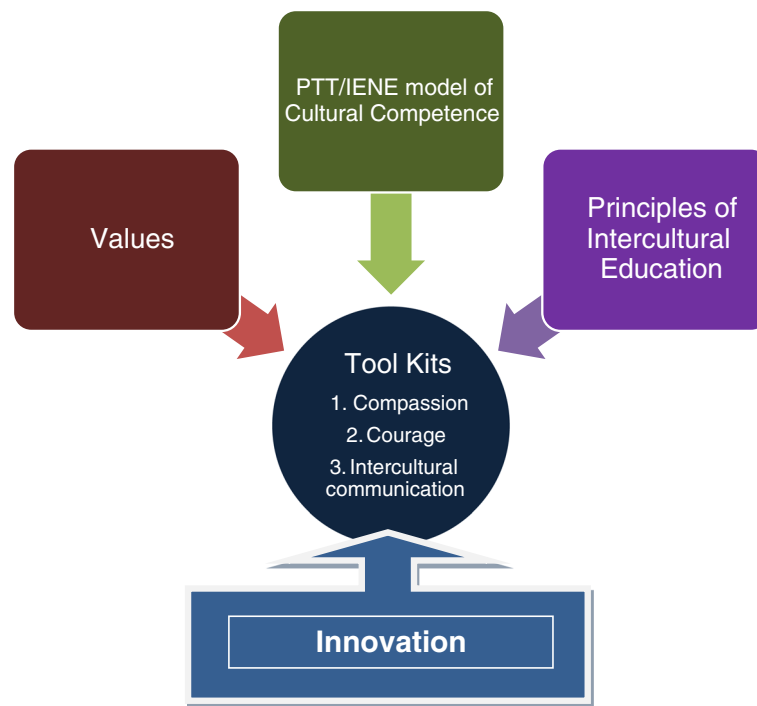 PTT/IENE model of
Cultural Competence
Values
Principles of
Intercultural
Education
Tool Kits
1. Compassion
2. Courage
3. Intercultural
communication
Innovation